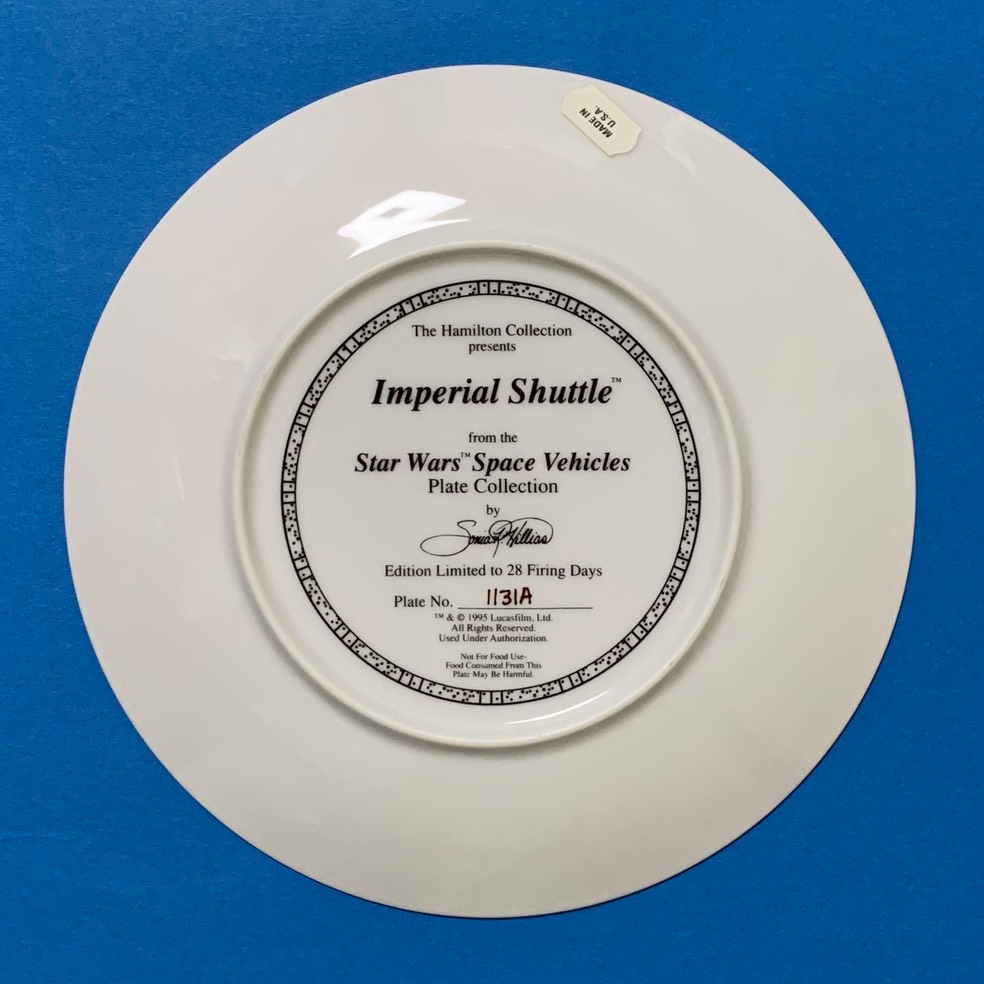 MADE IN
U.S.A.
The Hamilton Collection
presents
Imperial Shuttle™
from the
Star Wars™ Space Vehicles
Plate Collection
by
Sonia R. Hillios
Edition Limited to 28 Firing Days
Plate No. 1131A
™ & © 1995 Lucasfilm, Ltd.
All Rights Reserved.
Used Under Authorization.
Not For Food Use-
Food Consumed From This
Plate May Be Harmful.